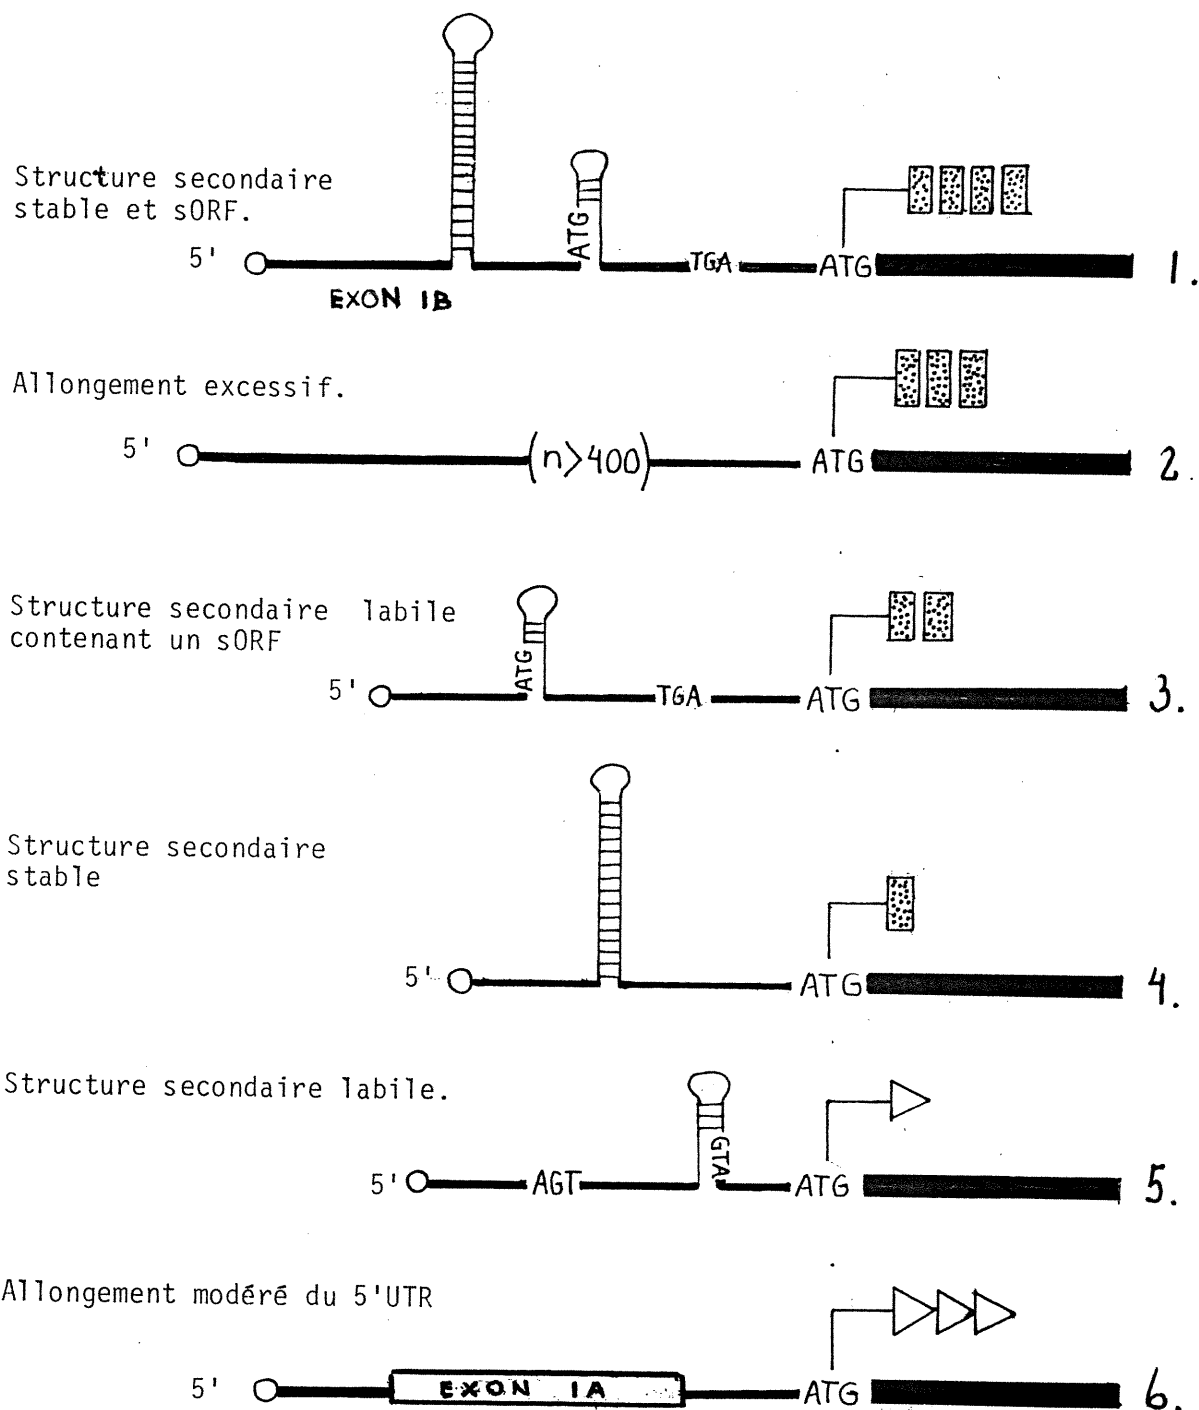 Structure secondaire
stable et sORF.
5' ATG TGA ATG 1.
EXON 1B
Allongement excessif.
5' (n>400) ATG 2.
Structure secondaire labile
contenant un sORF
5' ATG TGA ATG 3.
Structure secondaire
stable
5' ATG 4.
Structure secondaire labile.
5' AGT GTA ATG 5.
Allongement modéré du 5'UTR
5' EXON 1A ATG 6.